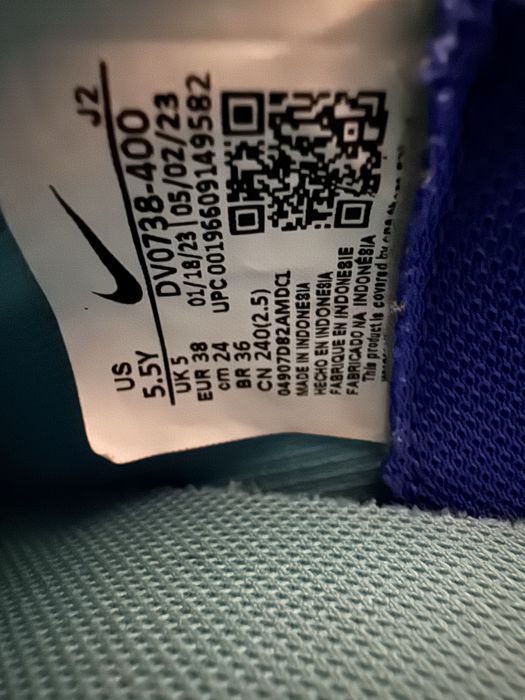 J2
US
5.5Y
DV0738-400
UK 5
01/18/23 05/02/23
EUR 38
UPC 00196609149582
cm 24
BR 36
CN 240(2.5)
04907D82AMDCL
MADE IN INDONESIA
HECHO EN INDONESIA
FABRIQUE EN INDONESIE
FABRICADO NA INDONÉSIA
This product is covered by